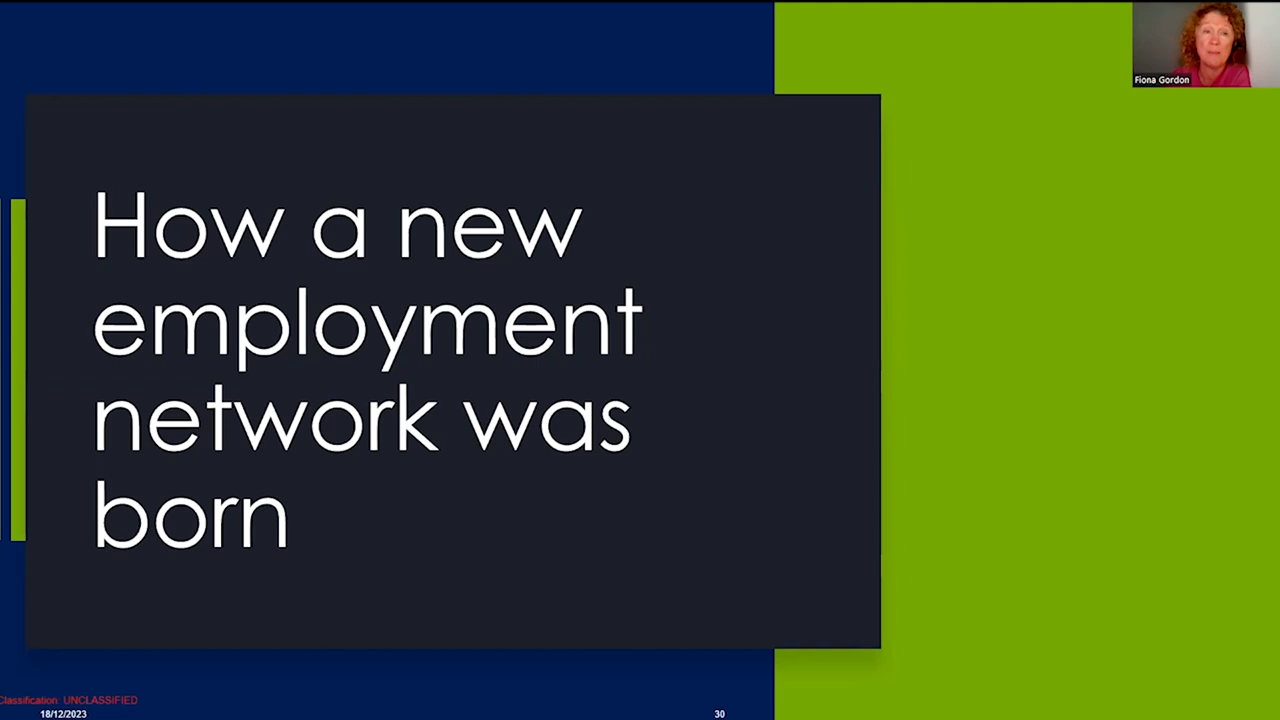 Fiona Gordon
How a new
employment
network was
born
Classification: UNCLASSIFIED
18/12/2023
30